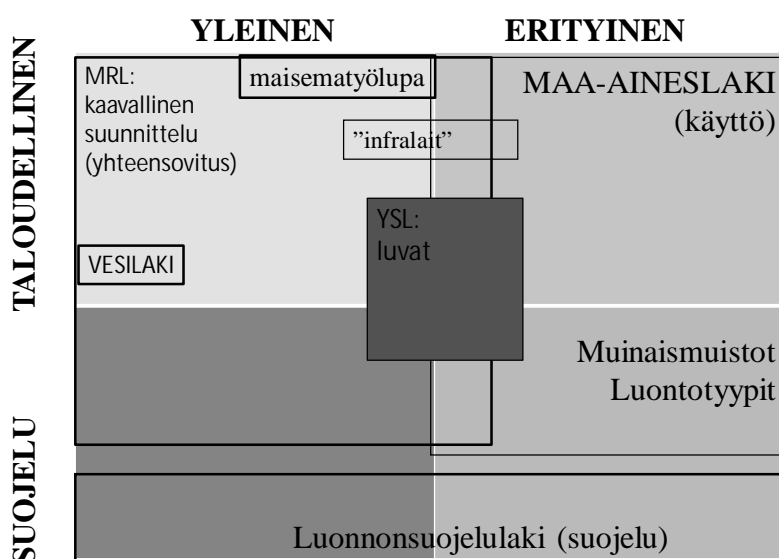 YLEINEN ERITYINEN
TALOUDELLINEN
SUOJELU
MRL:
kaavallinen
suunnittelu
(yhteensovitus)
maisematyölupa
MAA-AINESLAKI
(käyttö)
”infralait”
YSL:
luvat
VESILAKI
Muinaismuistot
Luontotyypit
Luonnonsuojelulaki (suojelu)